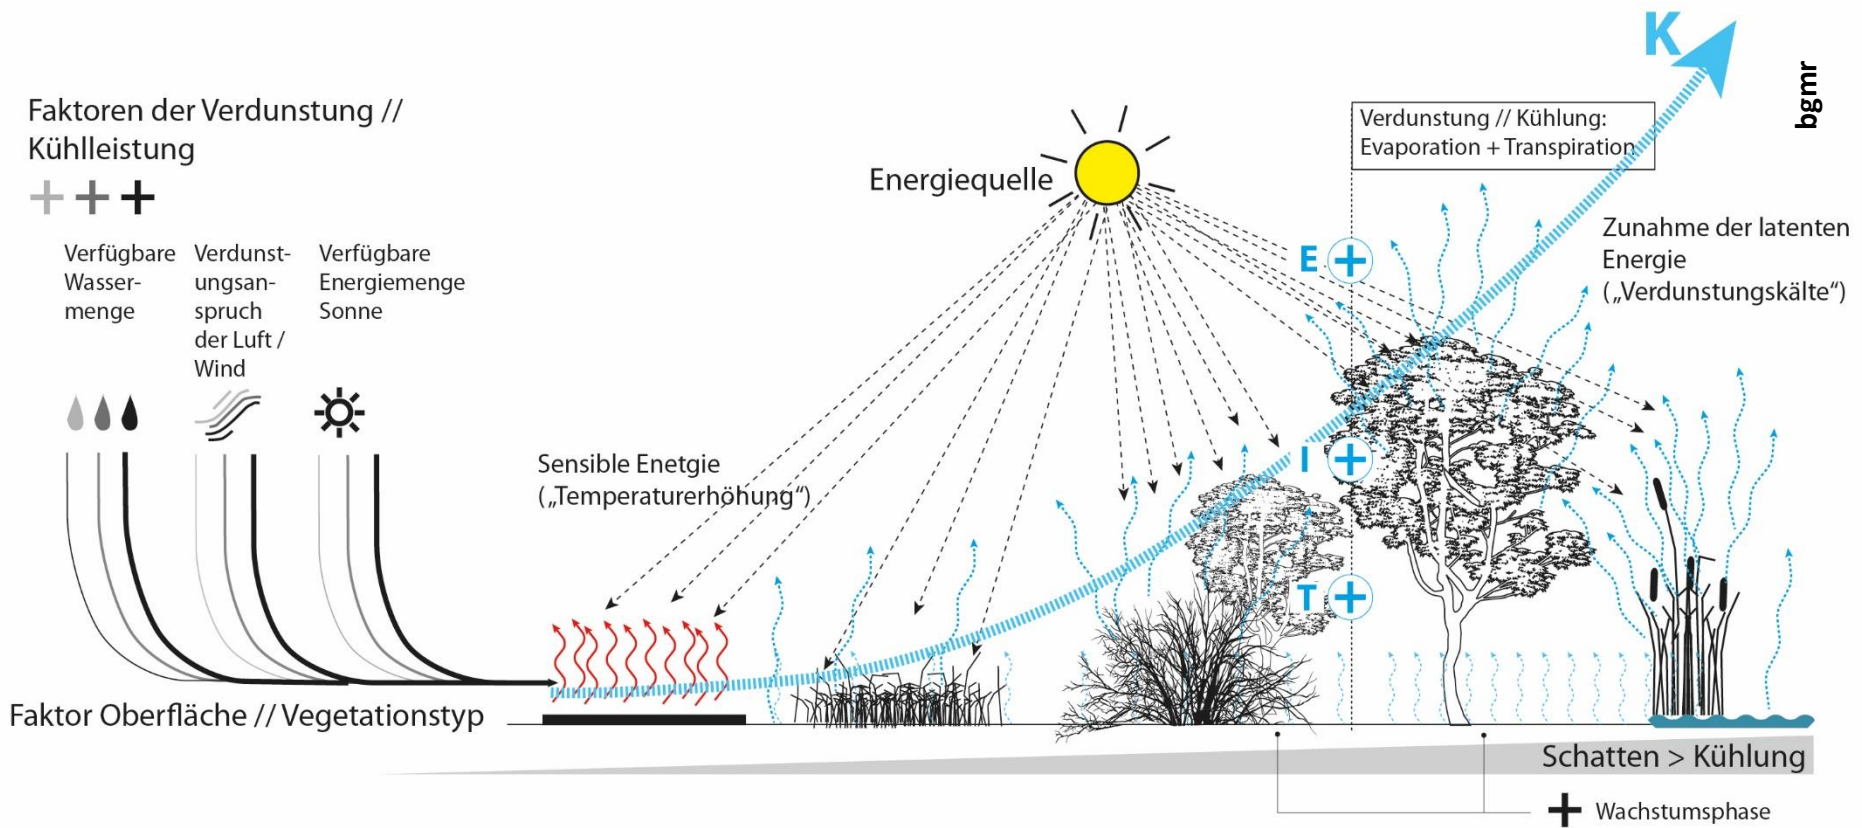 K
bgmr
Faktoren der Verdunstung //
Kühlleistung
Verfügbare
Wasser-
menge
Verdunst-
ungsan-
spruch
der Luft /
Wind
Verfügbare
Energiemenge
Sonne
Energiequelle
Verdunstung // Kühlung:
Evaporation + Transpiration
Zunahme der latenten
Energie
(„Verdunstungskälte“)
E
I
T
Sensible Enetgie
(„Temperaturerhöhung“)
Faktor Oberfläche // Vegetationstyp
Schatten > Kühlung
Wachstumsphase